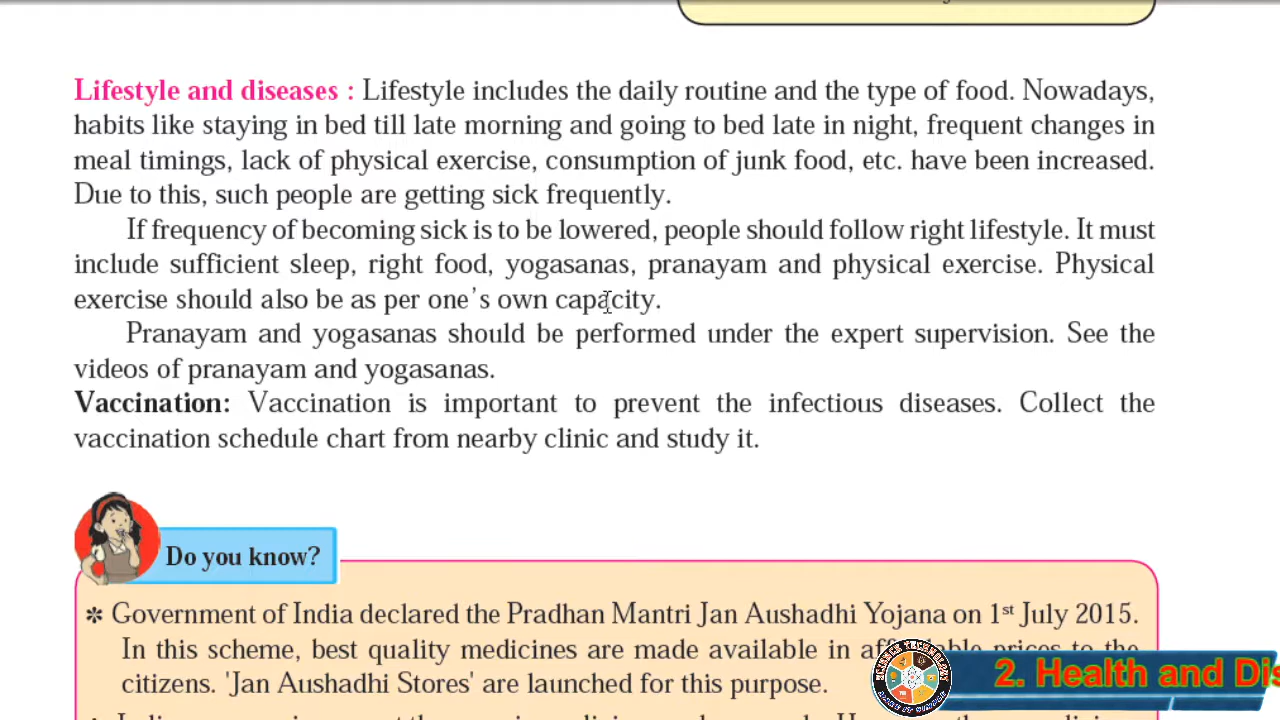 Lifestyle and diseases : Lifestyle includes the daily routine and the type of food. Nowadays,
habits like staying in bed till late morning and going to bed late in night, frequent changes in
meal timings, lack of physical exercise, consumption of junk food, etc. have been increased.
Due to this, such people are getting sick frequently.
If frequency of becoming sick is to be lowered, people should follow right lifestyle. It must
include sufficient sleep, right food, yogasanas, pranayam and physical exercise. Physical
exercise should also be as per one's own capacity.
Pranayam and yogasanas should be performed under the expert supervision. See the
videos of pranayam and yogasanas.
Vaccination: Vaccination is important to prevent the infectious diseases. Collect the
vaccination schedule chart from nearby clinic and study it.
Do you know?
✻ Government of India declared the Pradhan Mantri Jan Aushadhi Yojana on 1st July 2015.
In this scheme, best quality medicines are made available in affordable prices to the
citizens. 'Jan Aushadhi Stores' are launched for this purpose.
SCIENCE TECHNOLOGY
2. Health and Dis